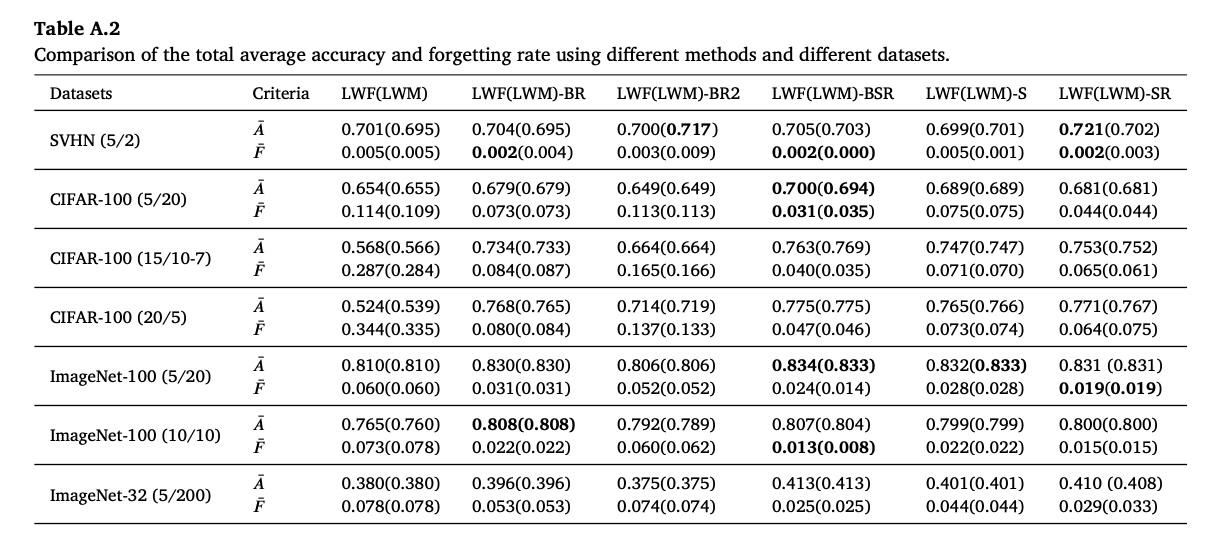 Table A.2
Comparison of the total average accuracy and forgetting rate using different methods and different datasets.
Datasets Criteria LWF(LWM) LWF(LWM)-BR LWF(LWM)-BR2 LWF(LWM)-BSR LWF(LWM)-S LWF(LWM)-SR
SVHN (5/2)
Ā 0.701(0.695) 0.704(0.695) 0.700(0.717) 0.705(0.703) 0.699(0.701) 0.721(0.702)
F̄ 0.005(0.005) 0.002(0.004) 0.003(0.009) 0.002(0.000) 0.005(0.001) 0.002(0.003)
CIFAR-100 (5/20)
Ā 0.654(0.655) 0.679(0.679) 0.649(0.649) 0.700(0.694) 0.689(0.689) 0.681(0.681)
F̄ 0.114(0.109) 0.073(0.073) 0.113(0.113) 0.031(0.035) 0.075(0.075) 0.044(0.044)
CIFAR-100 (15/10-7)
Ā 0.568(0.566) 0.734(0.733) 0.664(0.664) 0.763(0.769) 0.747(0.747) 0.753(0.752)
F̄ 0.287(0.284) 0.084(0.087) 0.165(0.166) 0.040(0.035) 0.071(0.070) 0.065(0.061)
CIFAR-100 (20/5)
Ā 0.524(0.539) 0.768(0.765) 0.714(0.719) 0.775(0.775) 0.765(0.766) 0.771(0.767)
F̄ 0.344(0.335) 0.080(0.084) 0.137(0.133) 0.047(0.046) 0.073(0.074) 0.064(0.075)
ImageNet-100 (5/20)
Ā 0.810(0.810) 0.830(0.830) 0.806(0.806) 0.834(0.833) 0.832(0.833) 0.831 (0.831)
F̄ 0.060(0.060) 0.031(0.031) 0.052(0.052) 0.024(0.014) 0.028(0.028) 0.019(0.019)
ImageNet-100 (10/10)
Ā 0.765(0.760) 0.808(0.808) 0.792(0.789) 0.807(0.804) 0.799(0.799) 0.800(0.800)
F̄ 0.073(0.078) 0.022(0.022) 0.060(0.062) 0.013(0.008) 0.022(0.022) 0.015(0.015)
ImageNet-32 (5/200)
Ā 0.380(0.380) 0.396(0.396) 0.375(0.375) 0.413(0.413) 0.401(0.401) 0.410 (0.408)
F̄ 0.078(0.078) 0.053(0.053) 0.074(0.074) 0.025(0.025) 0.044(0.044) 0.029(0.033)